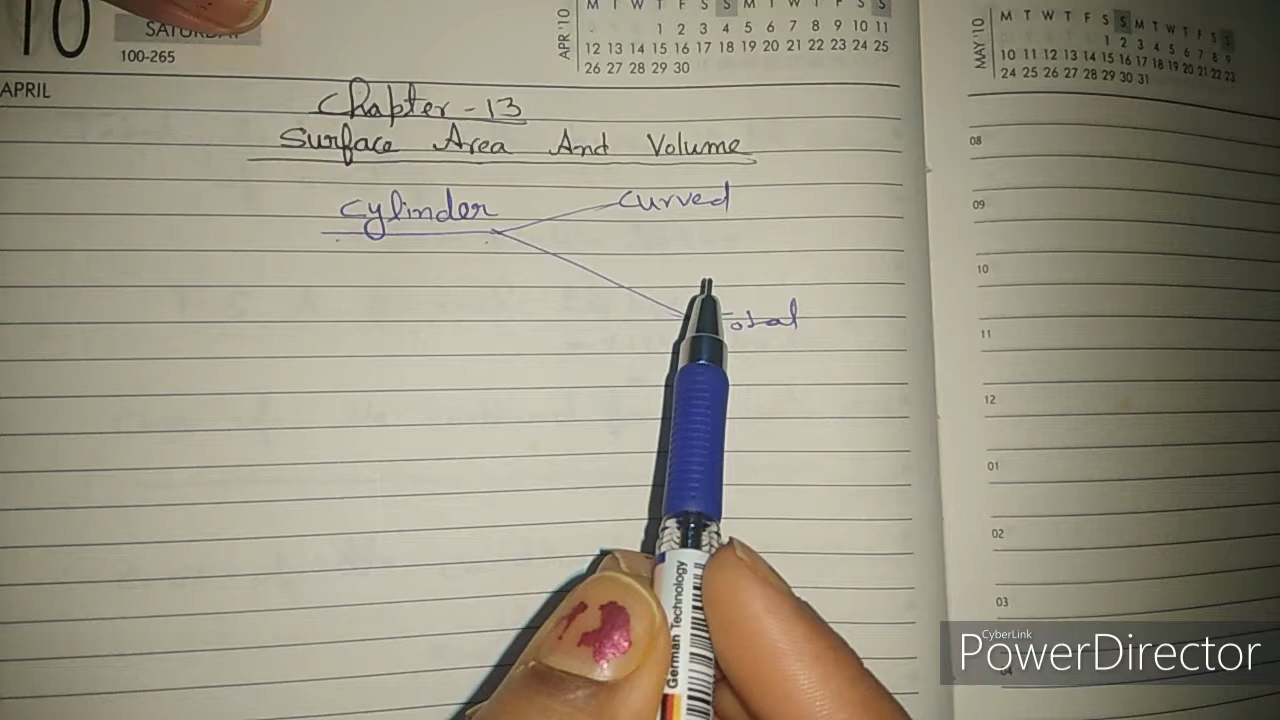 10
SATURDAY
100-265
APRIL
APR '10
M T W T F S S M T W T F S S
1 2 3 4 5 6 7 8 9 10 11
12 13 14 15 16 17 18 19 20 21 22 23 24 25
26 27 28 29 30
MAY '10
M T W T F S S M T W T F S S
1 2 3 4 5 6 7 8 9
10 11 12 13 14 15 16 17 18 19 20 21 22 23
24 25 26 27 28 29 30 31
Chapter - 13
Surface Area And Volume
Cylinder
Curved
Total
08
09
10
11
12
01
02
03
04
German Technology
CyberLink
PowerDirector